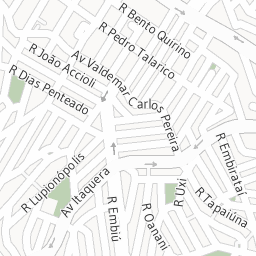 R Bento Quirino
R Pedro Talarico
R João Accioli
Av Valdemar Carlos Pereira
R Dias Penteado
R Embirataí
R Lupionópolis
Av Itaquera
R Embiú
R Oanani
R Uxi
R Tapaiúna